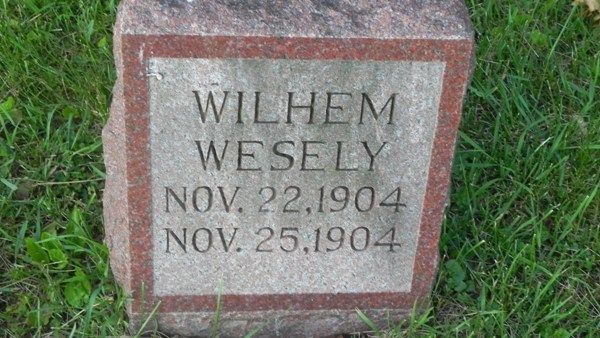 WILHEM
WESELY
NOV. 22, 1904
NOV. 25, 1904